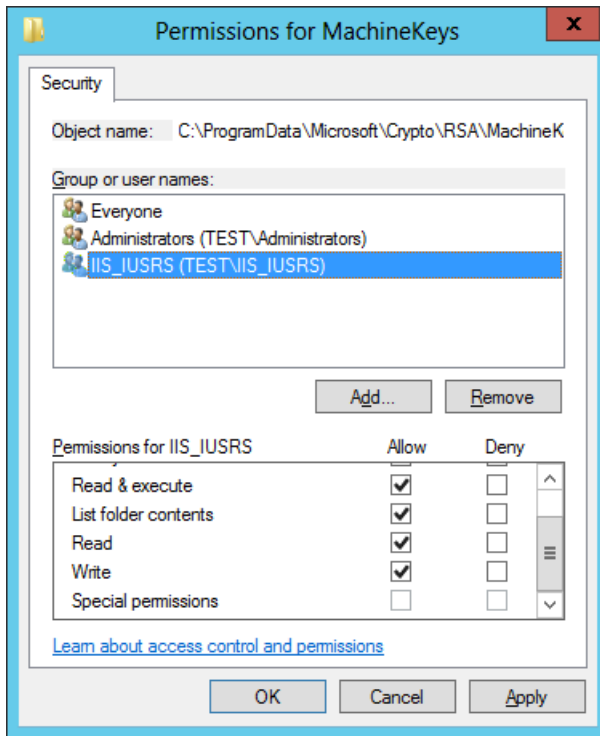 Permissions for MachineKeys
x
Security
Object name: C:\ProgramData\Microsoft\Crypto\RSA\MachineK
Group or user names:
Everyone
Administrators (TEST\Administrators)
IIS_IUSRS (TEST\IIS_IUSRS)
Add... Remove
Permissions for IIS_IUSRS Allow Deny
Read & execute
List folder contents
Read
Write
Special permissions
Learn about access control and permissions
OK Cancel Apply